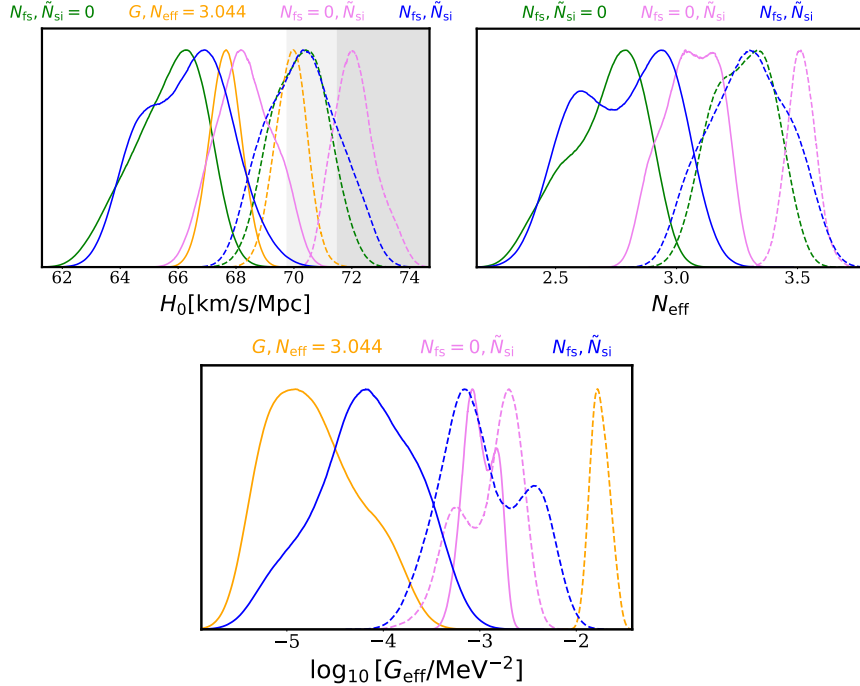 N_fs, Ñ_si = 0 G, N_eff = 3.044 N_fs = 0, Ñ_si N_fs, Ñ_si
62 64 66 68 70 72 74
H_0[km/s/Mpc]
N_fs, Ñ_si = 0 N_fs = 0, Ñ_si N_fs, Ñ_si
2.5 3.0 3.5
N_eff
G, N_eff = 3.044 N_fs = 0, Ñ_si N_fs, Ñ_si
−5 −4 −3 −2
log_10 [G_eff/MeV^−2]